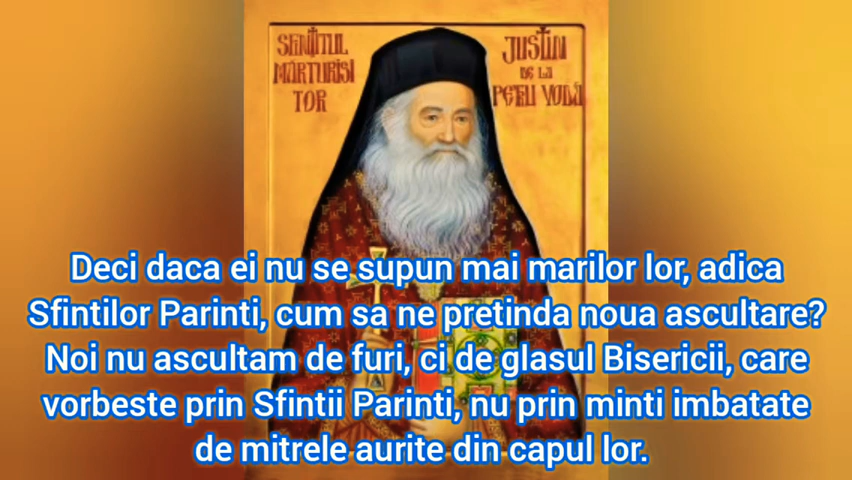 SFINȚITUL
MĂRTURISI
TOR
JUSTIN
DE LA
PETRU VODĂ
Deci daca ei nu se supun mai marilor lor, adica
Sfintilor Parinti, cum sa ne pretinda noua ascultare?
Noi nu ascultam de furi, ci de glasul Bisericii, care
vorbeste prin Sfintii Parinti, nu prin minti imbatate
de mitrele aurite din capul lor.